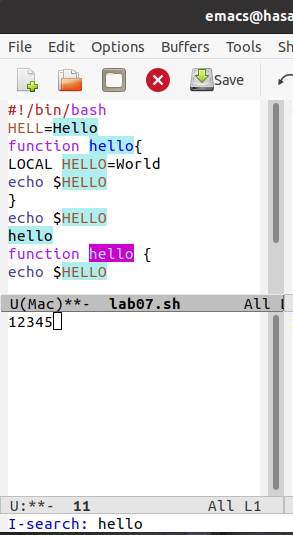 emacs@hasa
File Edit Options Buffers Tools Sh
Save
#!/bin/bash
HELL=Hello
function hello{
LOCAL HELLO=World
echo $HELLO
}
echo $HELLO
hello
function hello {
echo $HELLO
U(Mac)**- lab07.sh All L
12345
U:**- 11 All L1
I-search: hello